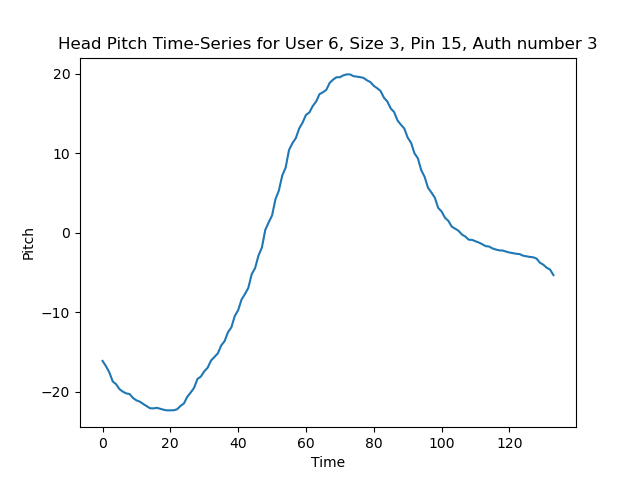 Head Pitch Time-Series for User 6, Size 3, Pin 15, Auth number 3
20
10
0
−10
−20
Pitch
0 20 40 60 80 100 120
Time